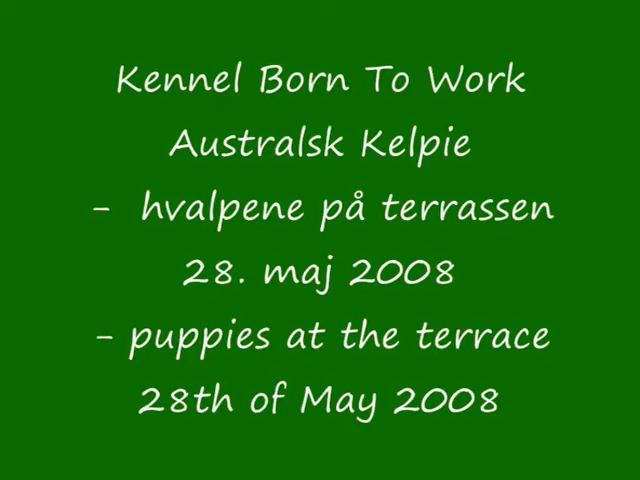 Kennel Born To Work
Australsk Kelpie
- hvalpene på terrassen
28. maj 2008
- puppies at the terrace
28th of May 2008